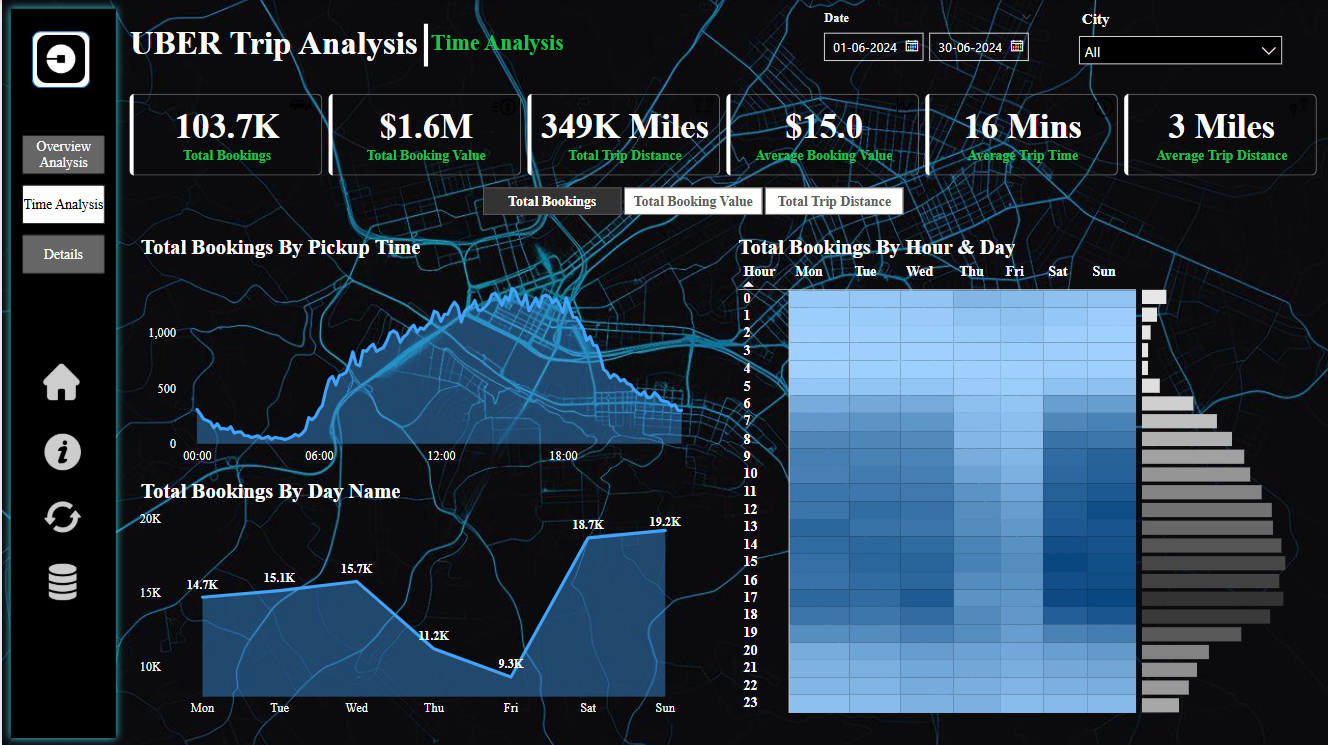 UBER Trip Analysis
Time Analysis
Date
01-06-2024
30-06-2024
City
All
Overview
Analysis
Time Analysis
Details
103.7K
Total Bookings
$1.6M
Total Booking Value
349K Miles
Total Trip Distance
$15.0
Average Booking Value
16 Mins
Average Trip Time
3 Miles
Average Trip Distance
Total Bookings
Total Booking Value
Total Trip Distance
Total Bookings By Pickup Time
1,000
500
0
00:00 06:00 12:00 18:00
Total Bookings By Day Name
20K
15K
10K
14.7K
15.1K
15.7K
11.2K
9.3K
18.7K
19.2K
Mon Tue Wed Thu Fri Sat Sun
Total Bookings By Hour & Day
Hour Mon Tue Wed Thu Fri Sat Sun
0
1
2
3
4
5
6
7
8
9
10
11
12
13
14
15
16
17
18
19
20
21
22
23